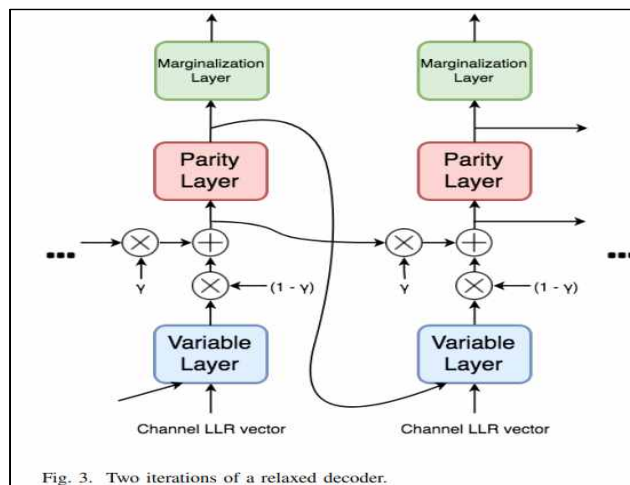 Marginalization
Layer
Marginalization
Layer
Parity
Layer
Parity
Layer
...
γ
(1 - γ)
γ
(1 - γ)
...
Variable
Layer
Variable
Layer
Channel LLR vector
Channel LLR vector
Fig. 3. Two iterations of a relaxed decoder.